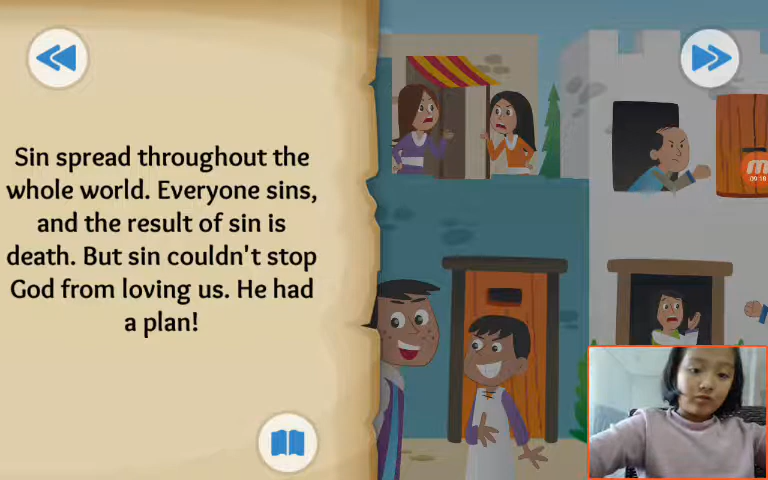 Sin spread throughout the
whole world. Everyone sins,
and the result of sin is
death. But sin couldn't stop
God from loving us. He had
a plan!